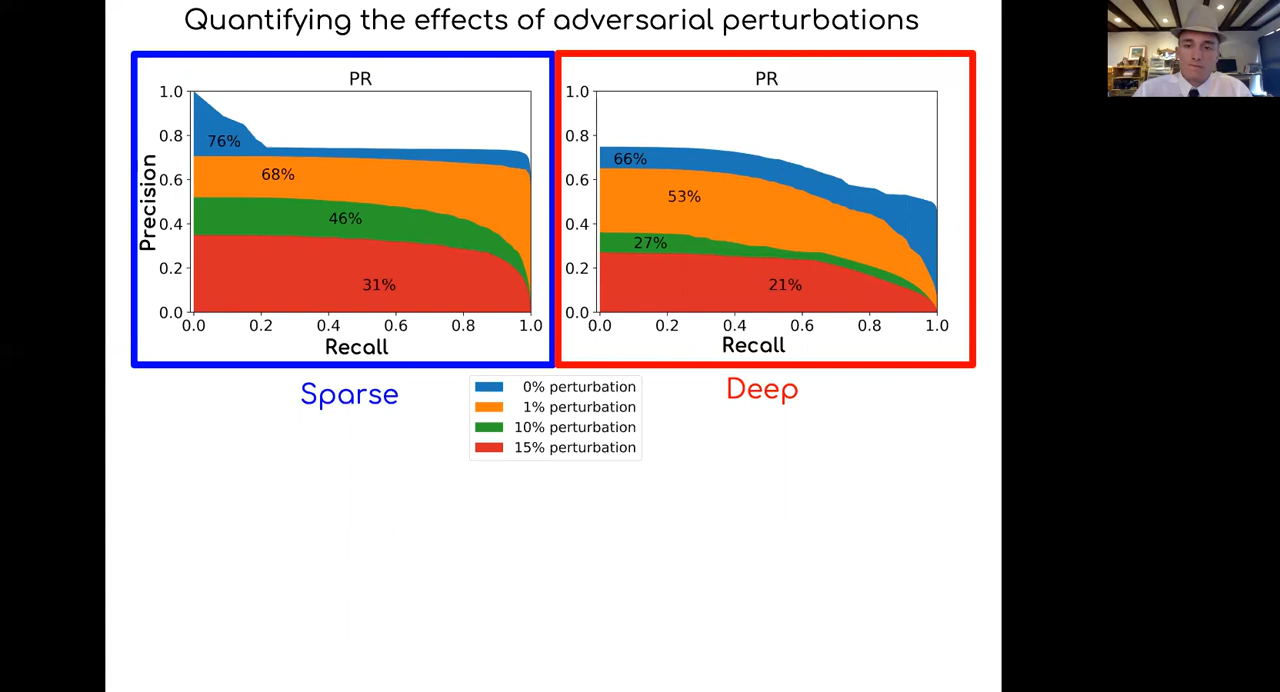 Quantifying the effects of adversarial perturbations
PR
1.0
0.8
0.6
0.4
0.2
0.0
Precision
76%
68%
46%
31%
0.0 0.2 0.4 0.6 0.8 1.0
Recall
Sparse
PR
1.0
0.8
0.6
0.4
0.2
0.0
66%
53%
27%
21%
0.0 0.2 0.4 0.6 0.8 1.0
Recall
Deep
0% perturbation
1% perturbation
10% perturbation
15% perturbation